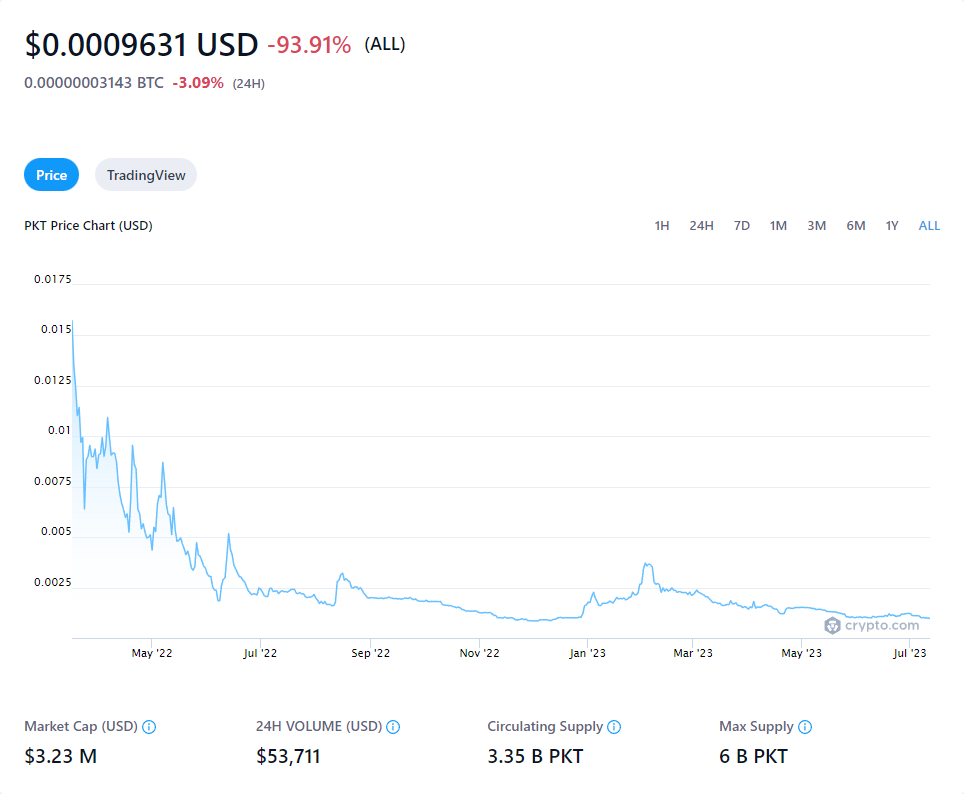 $0.0009631 USD -93.91% (ALL)
0.00000003143 BTC -3.09% (24H)
Price TradingView
PKT Price Chart (USD) 1H 24H 7D 1M 3M 6M 1Y ALL
0.0175
0.015
0.0125
0.01
0.0075
0.005
0.0025
crypto.com
May '22 Jul '22 Sep '22 Nov '22 Jan '23 Mar '23 May '23 Jul '23
Market Cap (USD) 24H VOLUME (USD) Circulating Supply Max Supply
$3.23 M $53,711 3.35 B PKT 6 B PKT